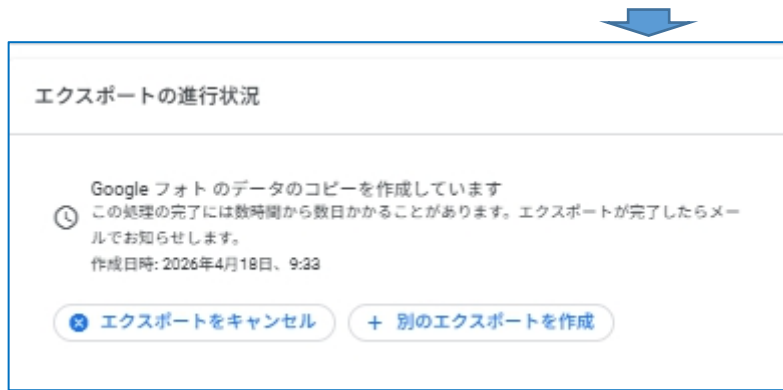 エクスポートの進行状況
Google フォト のデータのコピーを作成しています
この処理の完了には数時間から数日かかることがあります。エクスポートが完了したらメー
ルでお知らせします。
作成日時: 2026年4月18日、9:33
エクスポートをキャンセル
+ 別のエクスポートを作成